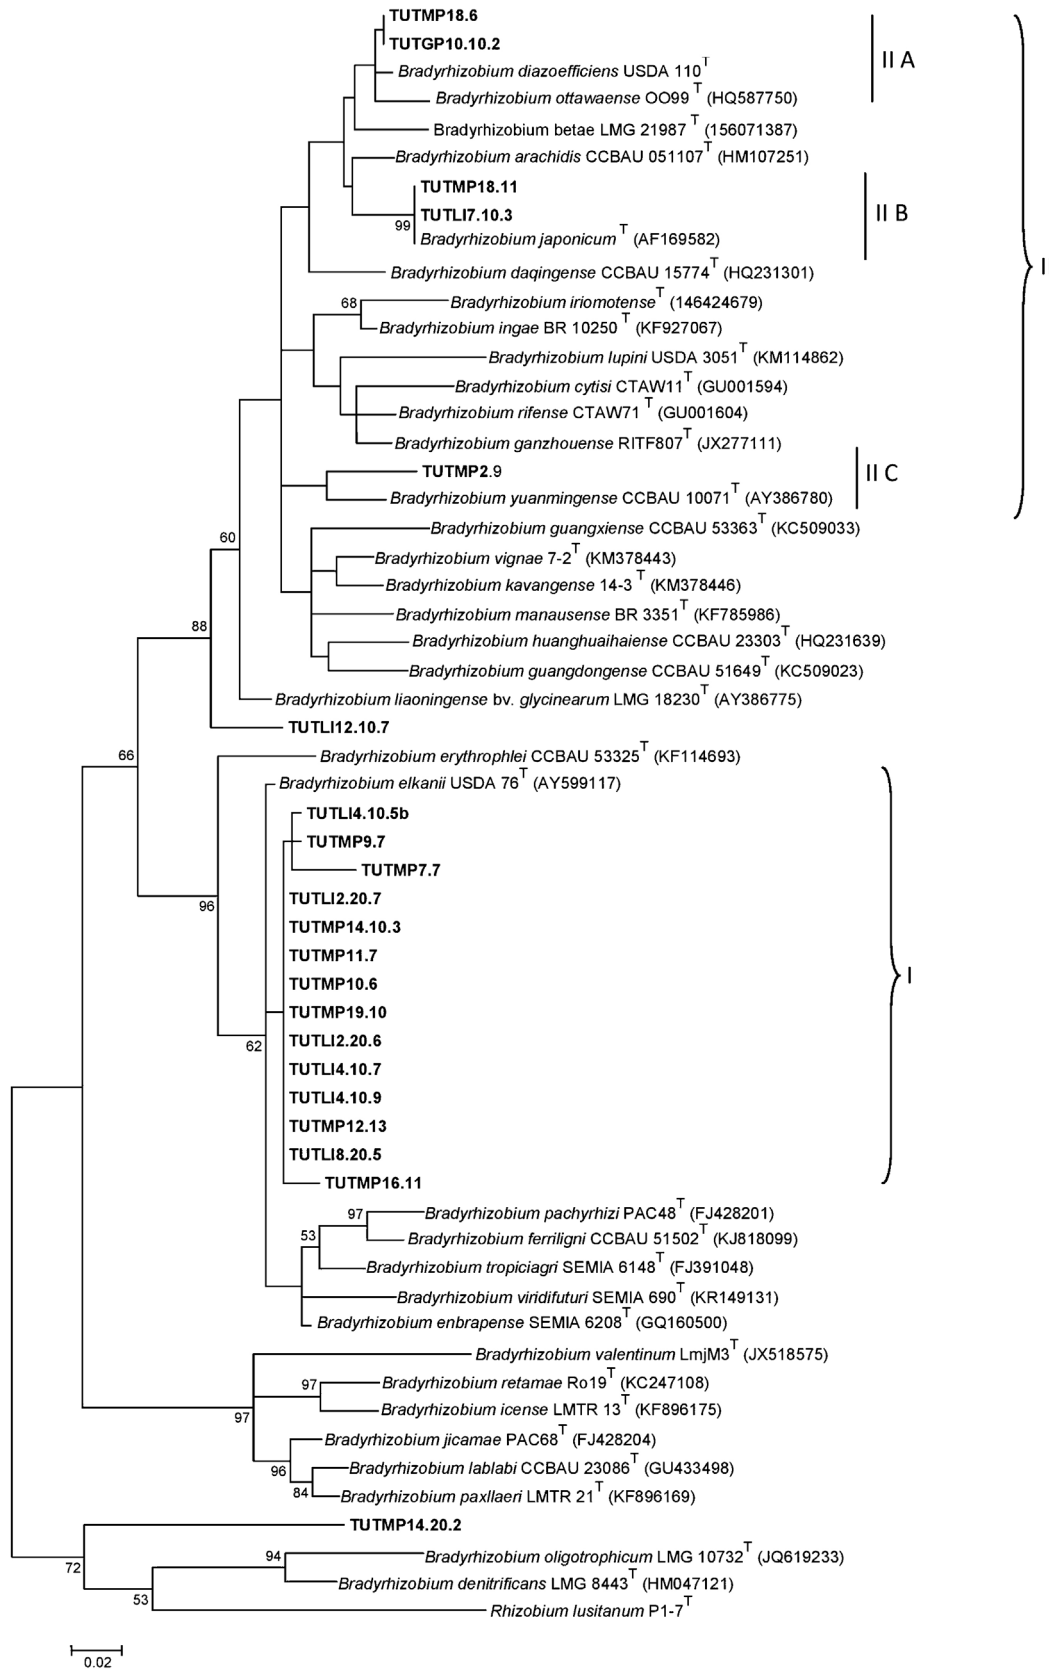 TUTMP18.6
TUTGP10.10.2
II A
Bradyrhizobium diazoefficiens USDA 110T
Bradyrhizobium ottawaense OO99 T (HQ587750)
Bradyrhizobium betae LMG 21987 T (156071387)
Bradyrhizobium arachidis CCBAU 051107T (HM107251)
TUTMP18.11
II B
TUTLI7.10.3
99
Bradyrhizobium japonicum T (AF169582)
I
Bradyrhizobium daqingense CCBAU 15774T (HQ231301)
68
Bradyrhizobium iriomotenseT (146424679)
Bradyrhizobium ingae BR 10250 T (KF927067)
Bradyrhizobium lupini USDA 3051T (KM114862)
Bradyrhizobium cytisi CTAW11T (GU001594)
Bradyrhizobium rifense CTAW71 T (GU001604)
Bradyrhizobium ganzhouense RITF807T (JX277111)
TUTMP2.9
II C
Bradyrhizobium yuanmingense CCBAU 10071T (AY386780)
Bradyrhizobium guangxiense CCBAU 53363T (KC509033)
60
Bradyrhizobium vignae 7-2T (KM378443)
Bradyrhizobium kavangense 14-3 T (KM378446)
Bradyrhizobium manausense BR 3351T (KF785986)
88
Bradyrhizobium huanghuaihaiense CCBAU 23303T (HQ231639)
Bradyrhizobium guangdongense CCBAU 51649T (KC509023)
Bradyrhizobium liaoningense bv. glycinearum LMG 18230T (AY386775)
TUTLI12.10.7
66
Bradyrhizobium erythrophlei CCBAU 53325T (KF114693)
Bradyrhizobium elkanii USDA 76T (AY599117)
TUTLI4.10.5b
TUTMP9.7
TUTMP7.7
96
TUTLI2.20.7
TUTMP14.10.3
TUTMP11.7
I
TUTMP10.6
TUTMP19.10
62
TUTLI2.20.6
TUTLI4.10.7
TUTLI4.10.9
TUTMP12.13
TUTLI8.20.5
TUTMP16.11
97
Bradyrhizobium pachyrhizi PAC48T (FJ428201)
53
Bradyrhizobium ferriligni CCBAU 51502T (KJ818099)
Bradyrhizobium tropiciagri SEMIA 6148T (FJ391048)
Bradyrhizobium viridifuturi SEMIA 690T (KR149131)
Bradyrhizobium enbrapense SEMIA 6208T (GQ160500)
Bradyrhizobium valentinum LmjM3T (JX518575)
97
Bradyrhizobium retamae Ro19T (KC247108)
97
Bradyrhizobium icense LMTR 13T (KF896175)
Bradyrhizobium jicamae PAC68T (FJ428204)
96
Bradyrhizobium lablabi CCBAU 23086T (GU433498)
84
Bradyrhizobium paxllaeri LMTR 21T (KF896169)
TUTMP14.20.2
72
94
Bradyrhizobium oligotrophicum LMG 10732T (JQ619233)
Bradyrhizobium denitrificans LMG 8443T (HM047121)
53
Rhizobium lusitanum P1-7T
0.02